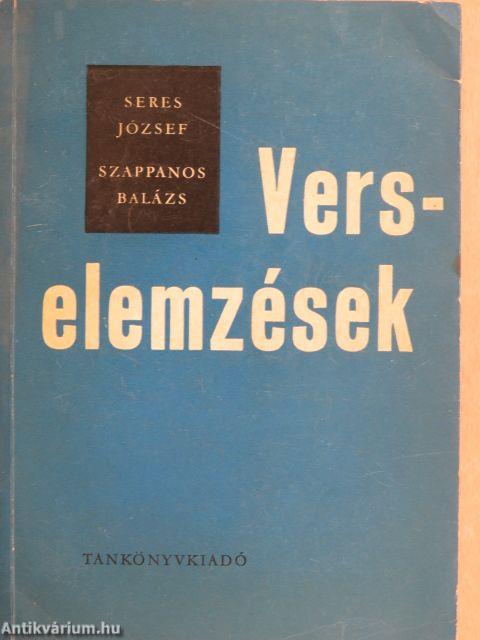 SERES
JÓZSEF
SZAPPANOS
BALÁZS
Vers-
elemzések
TANKÖNYVKIADÓ
Antikvárium.hu